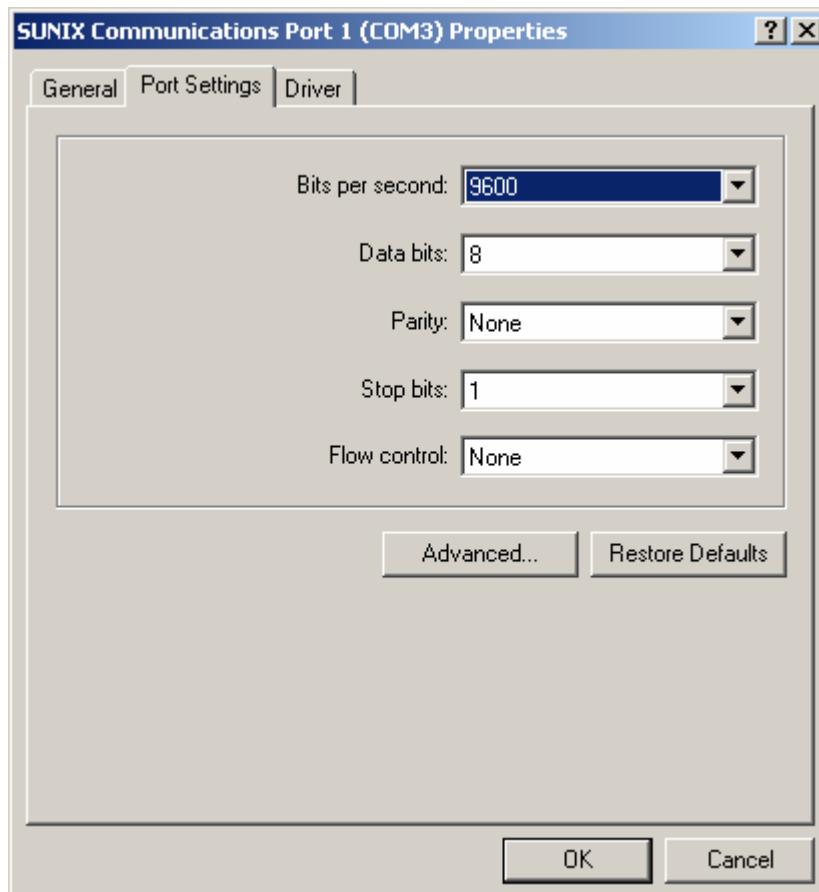 SUNIX Communications Port 1 (COM3) Properties
General Port Settings Driver
Bits per second: 9600
Data bits: 8
Parity: None
Stop bits: 1
Flow control: None
Advanced... Restore Defaults
OK Cancel